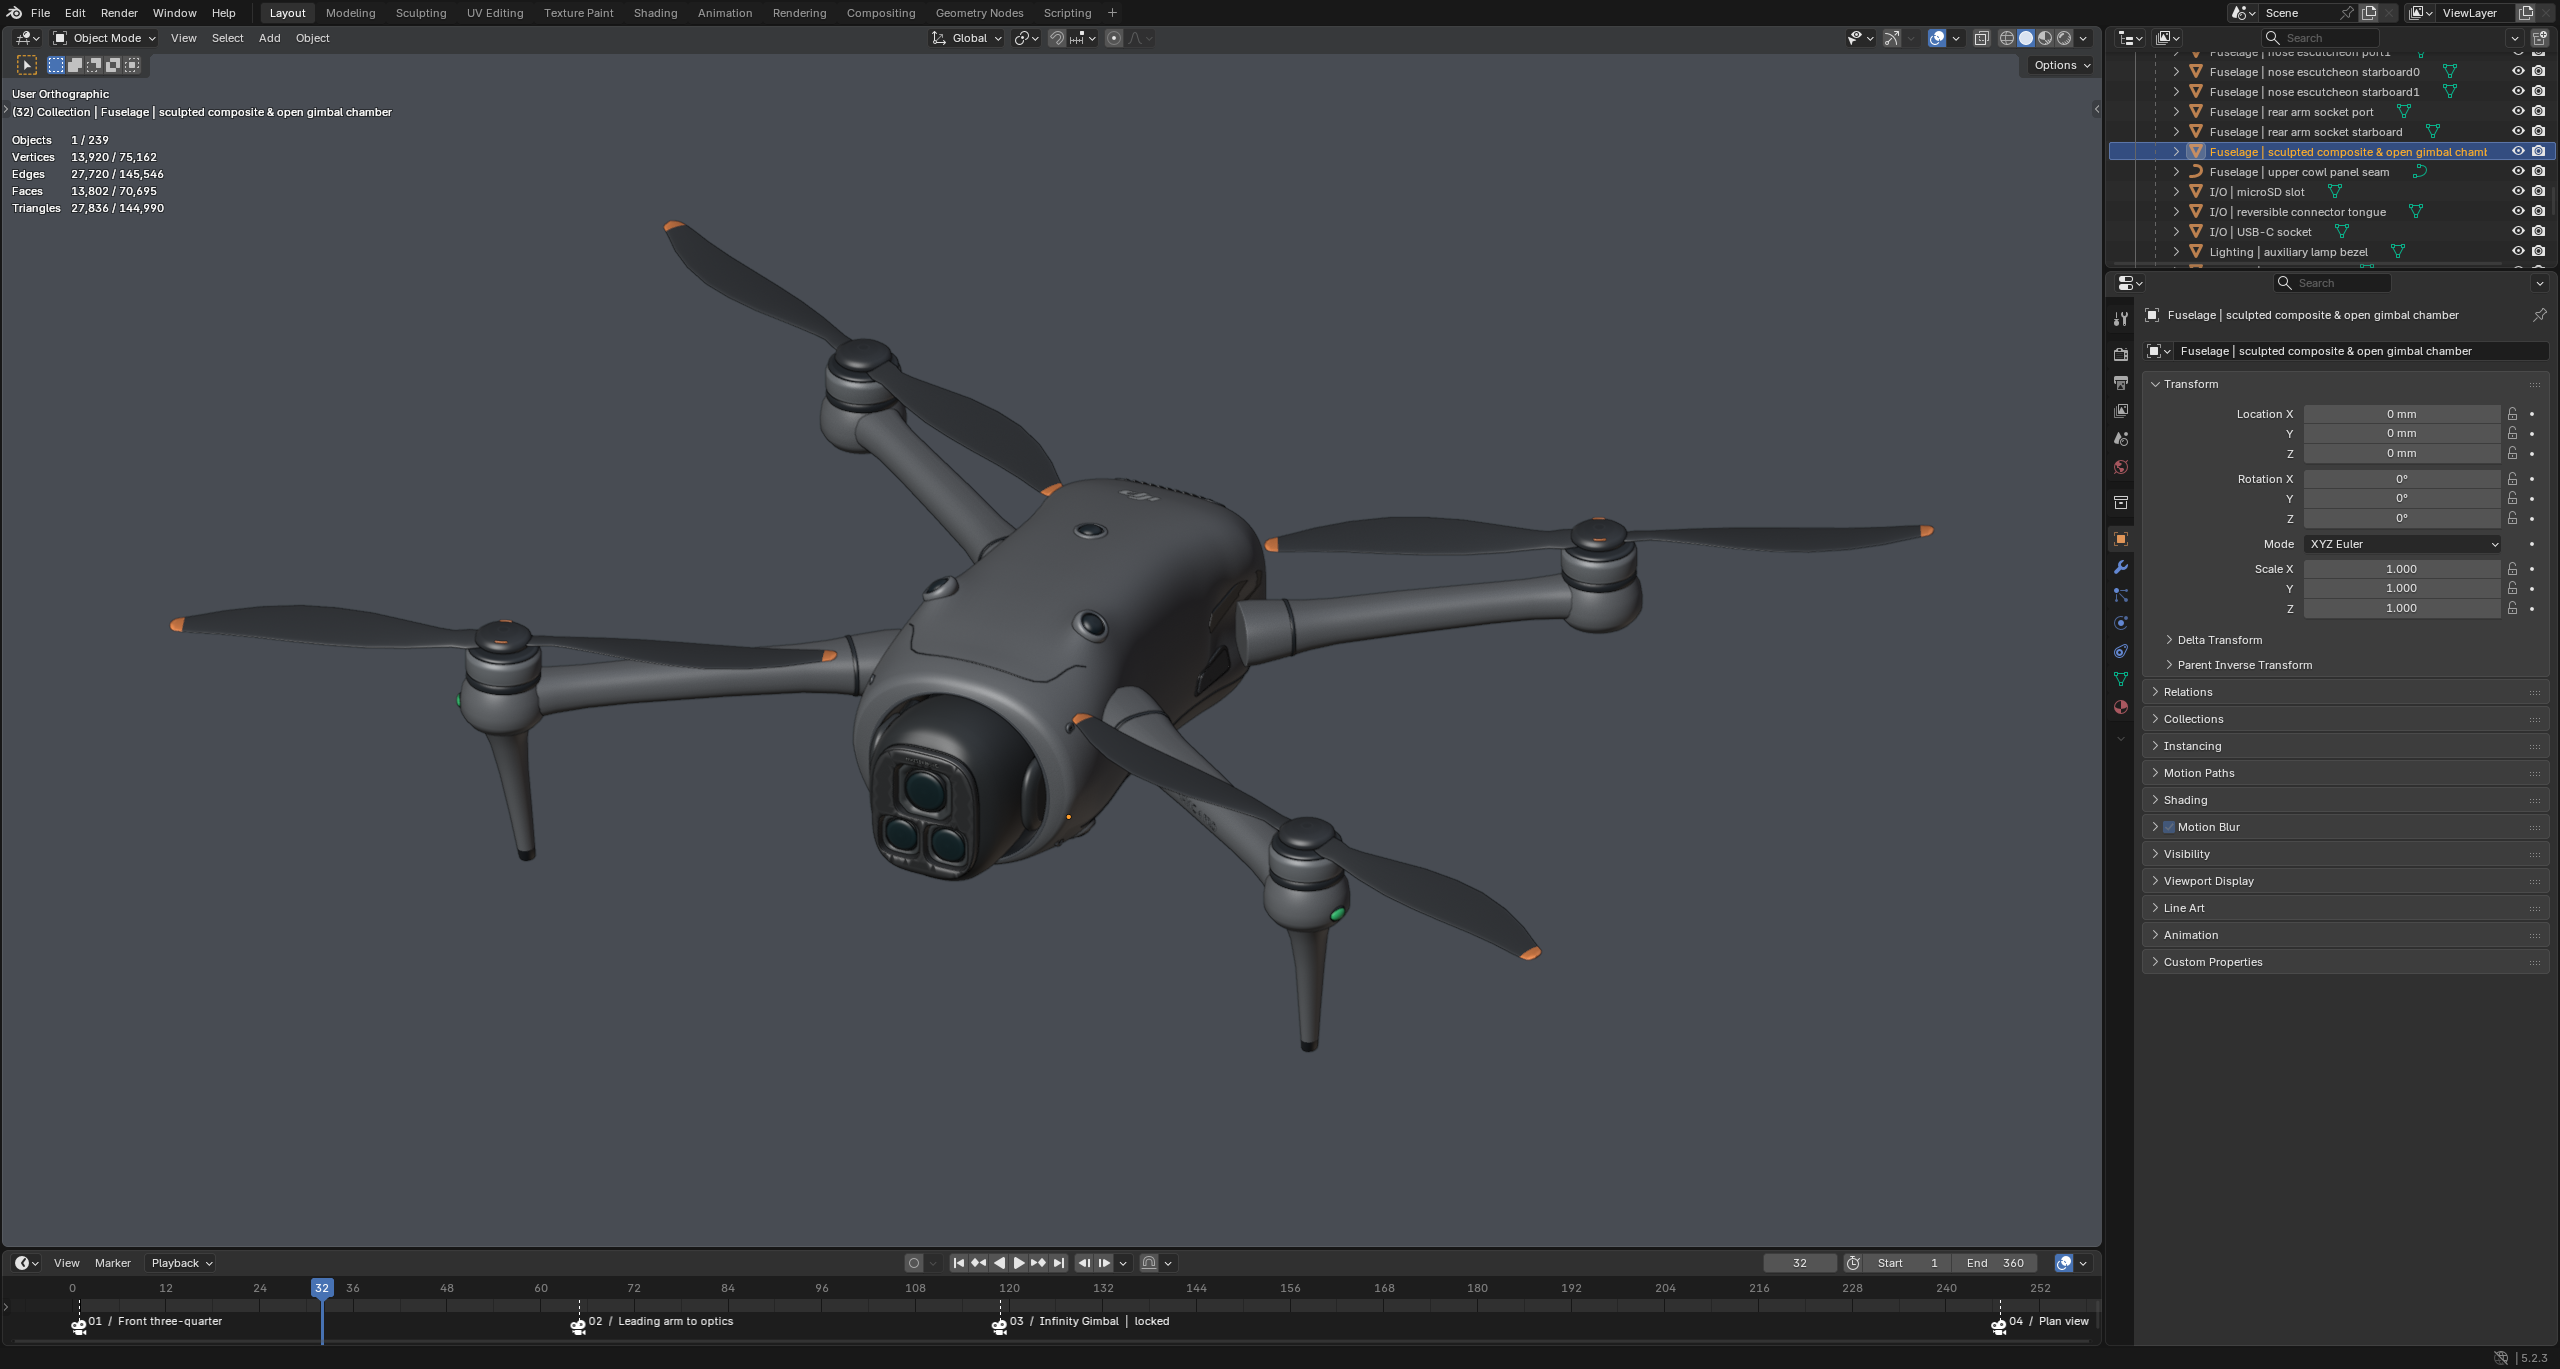 File Edit Render Window Help Layout Modeling Sculpting UV Editing Texture Paint Shading Animation Rendering Compositing Geometry Nodes Scripting Scene ViewLayer
Object Mode View Select Add Object Global Search
Options
User Orthographic
(32) Collection | Fuselage | sculpted composite & open gimbal chamber
Objects 1 / 239
Vertices 13,920 / 75,162
Edges 27,720 / 145,546
Faces 13,802 / 70,695
Triangles 27,836 / 144,990
dji
Fuselage | nose escutcheon port1
Fuselage | nose escutcheon starboard0
Fuselage | nose escutcheon starboard1
Fuselage | rear arm socket port
Fuselage | rear arm socket starboard
Fuselage | sculpted composite & open gimbal chamb
Fuselage | upper cowl panel seam
I/O | microSD slot
I/O | reversible connector tongue
I/O | USB-C socket
Lighting | auxiliary lamp bezel
Search
Fuselage | sculpted composite & open gimbal chamber
Fuselage | sculpted composite & open gimbal chamber
Transform
Location X 0 mm
Y 0 mm
Z 0 mm
Rotation X 0°
Y 0°
Z 0°
Mode XYZ Euler
Scale X 1.000
Y 1.000
Z 1.000
Delta Transform
Parent Inverse Transform
Relations
Collections
Instancing
Motion Paths
Shading
Motion Blur
Visibility
Viewport Display
Line Art
Animation
Custom Properties
View Marker Playback 32 Start 1 End 360
0 12 24 32 36 48 60 72 84 96 108 120 132 144 156 168 180 192 204 216 228 240 252
01 / Front three-quarter 02 / Leading arm to optics 03 / Infinity Gimbal | locked 04 / Plan view
5.2.3